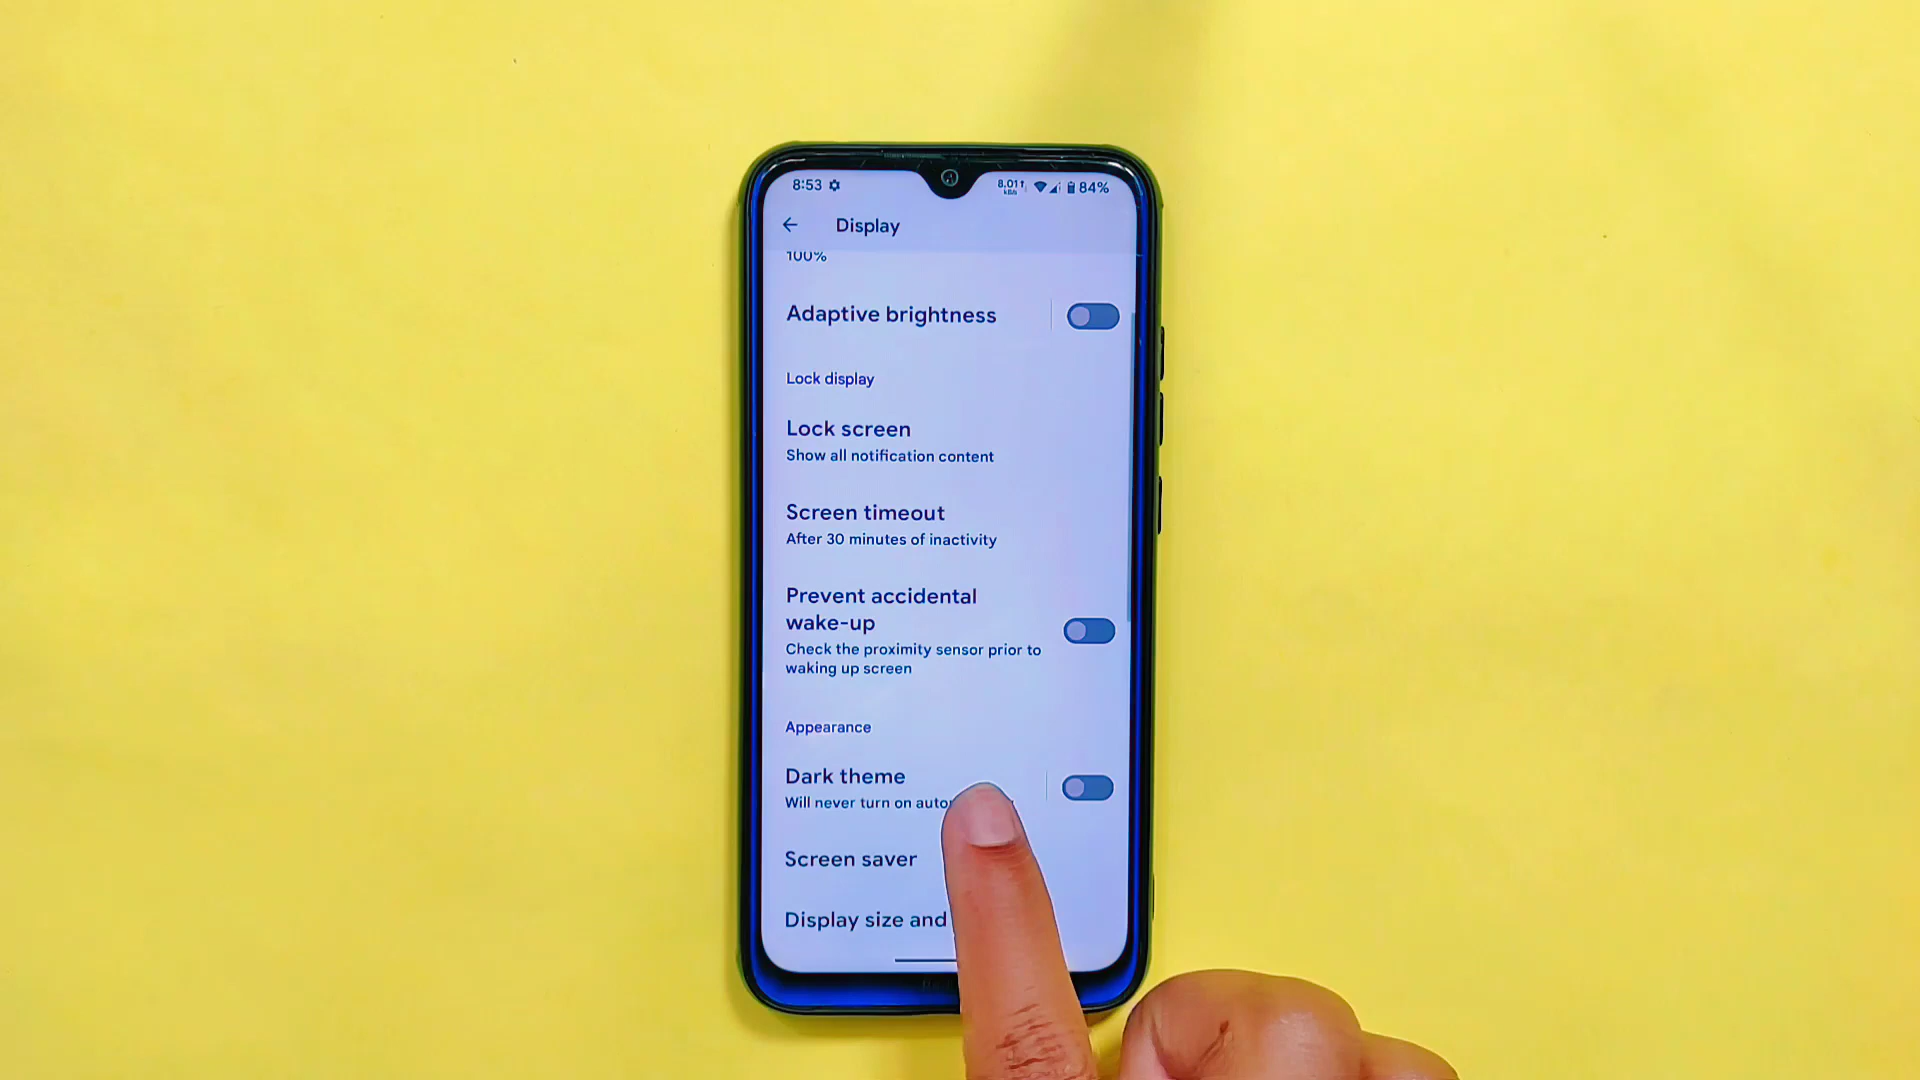 8:53 8.01 84%
Display
100%
Adaptive brightness
Lock display
Lock screen
Show all notification content
Screen timeout
After 30 minutes of inactivity
Prevent accidental
wake-up
Check the proximity sensor prior to
waking up screen
Appearance
Dark theme
Will never turn on
Screen saver
Display size and